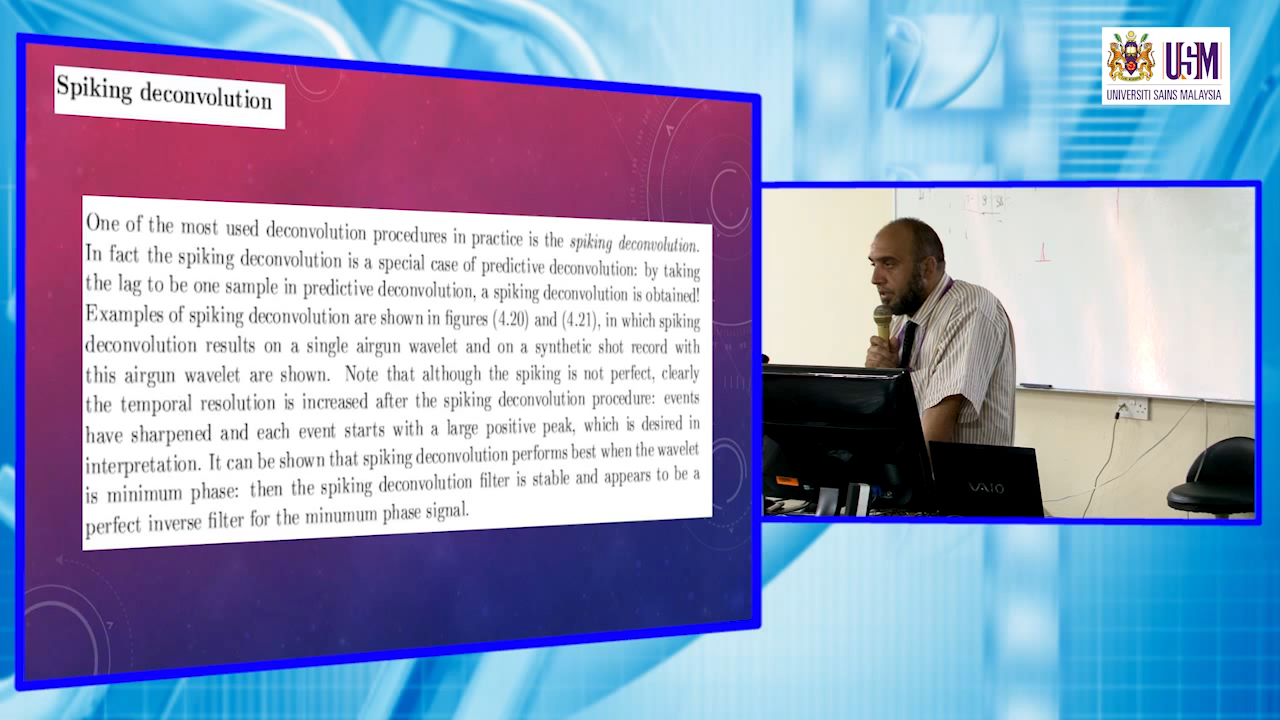 Spiking deconvolution
One of the most used deconvolution procedures in practice is the spiking deconvolution.
In fact the spiking deconvolution is a special case of predictive deconvolution: by taking
the lag to be one sample in predictive deconvolution, a spiking deconvolution is obtained!
Examples of spiking deconvolution are shown in figures (4.20) and (4.21), in which spiking
deconvolution results on a single airgun wavelet and on a synthetic shot record with
this airgun wavelet are shown. Note that although the spiking is not perfect, clearly
the temporal resolution is increased after the spiking deconvolution procedure: events
have sharpened and each event starts with a large positive peak, which is desired in
interpretation. It can be shown that spiking deconvolution performs best when the wavelet
is minimum phase: then the spiking deconvolution filter is stable and appears to be a
perfect inverse filter for the minumum phase signal.
USM
UNIVERSITI SAINS MALAYSIA
VAIO